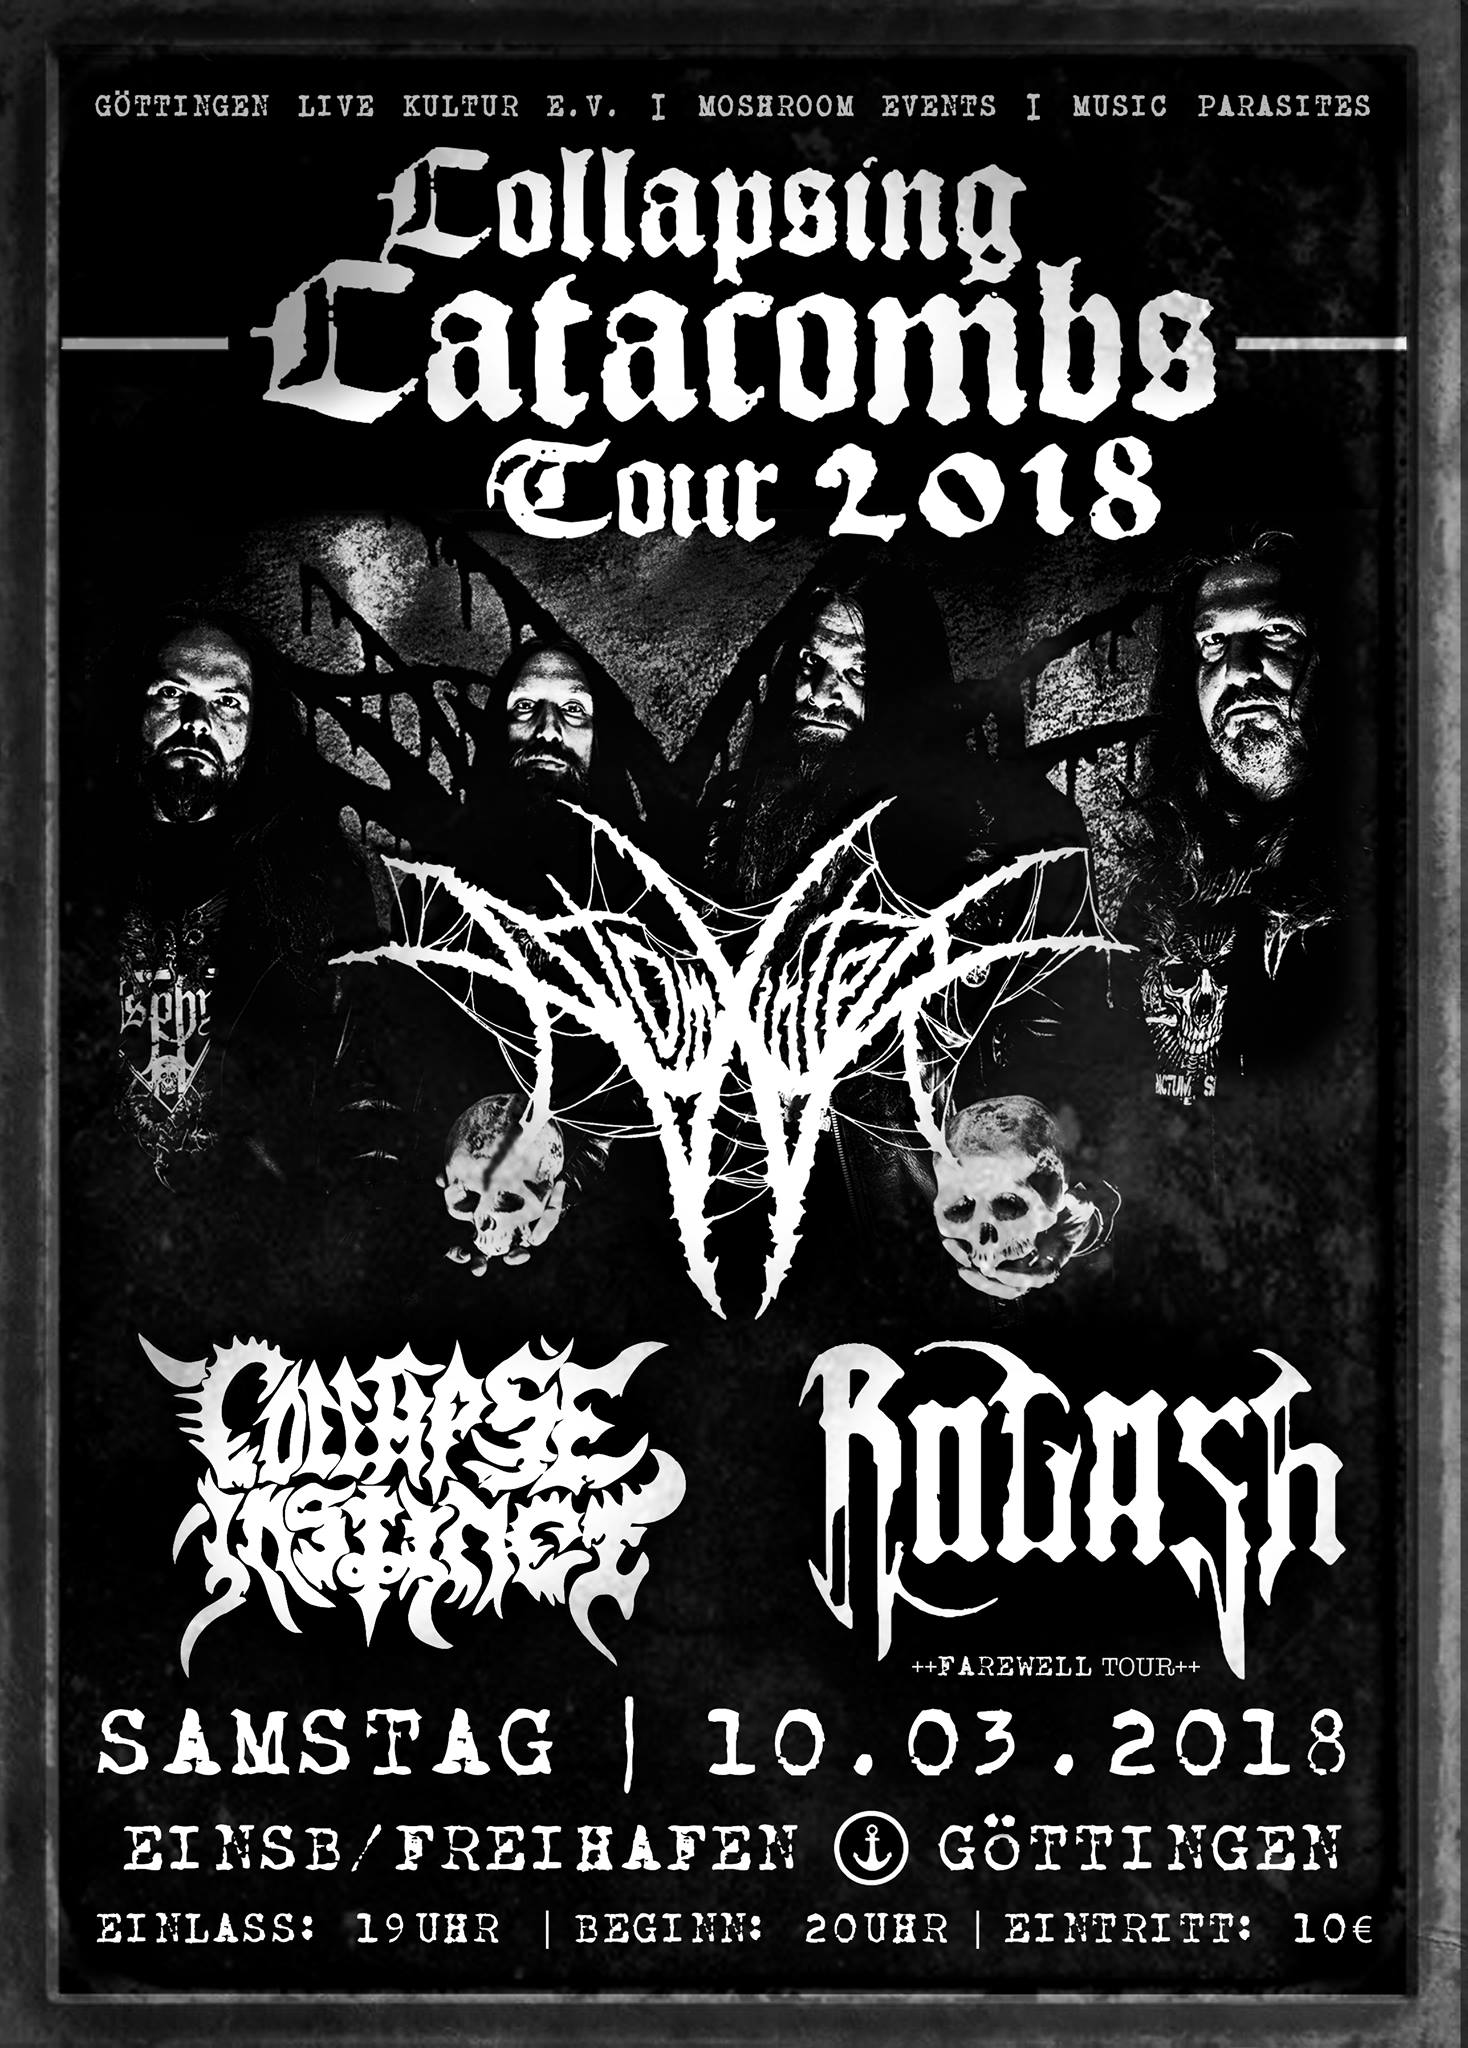 GÖTTINGEN LIVE KULTUR E.V. | MOSHROOM EVENTS | MUSIC PARASITES
Collapsing
Catacombs
Tour 2018
COLLAPSE
INSTINCT
ROGASH
++FAREWELL TOUR++
SAMSTAG | 10.03.2018
EINSB/FREIHAFEN GÖTTINGEN
EINLASS: 19UHR | BEGINN: 20UHR | EINTRITT: 10€